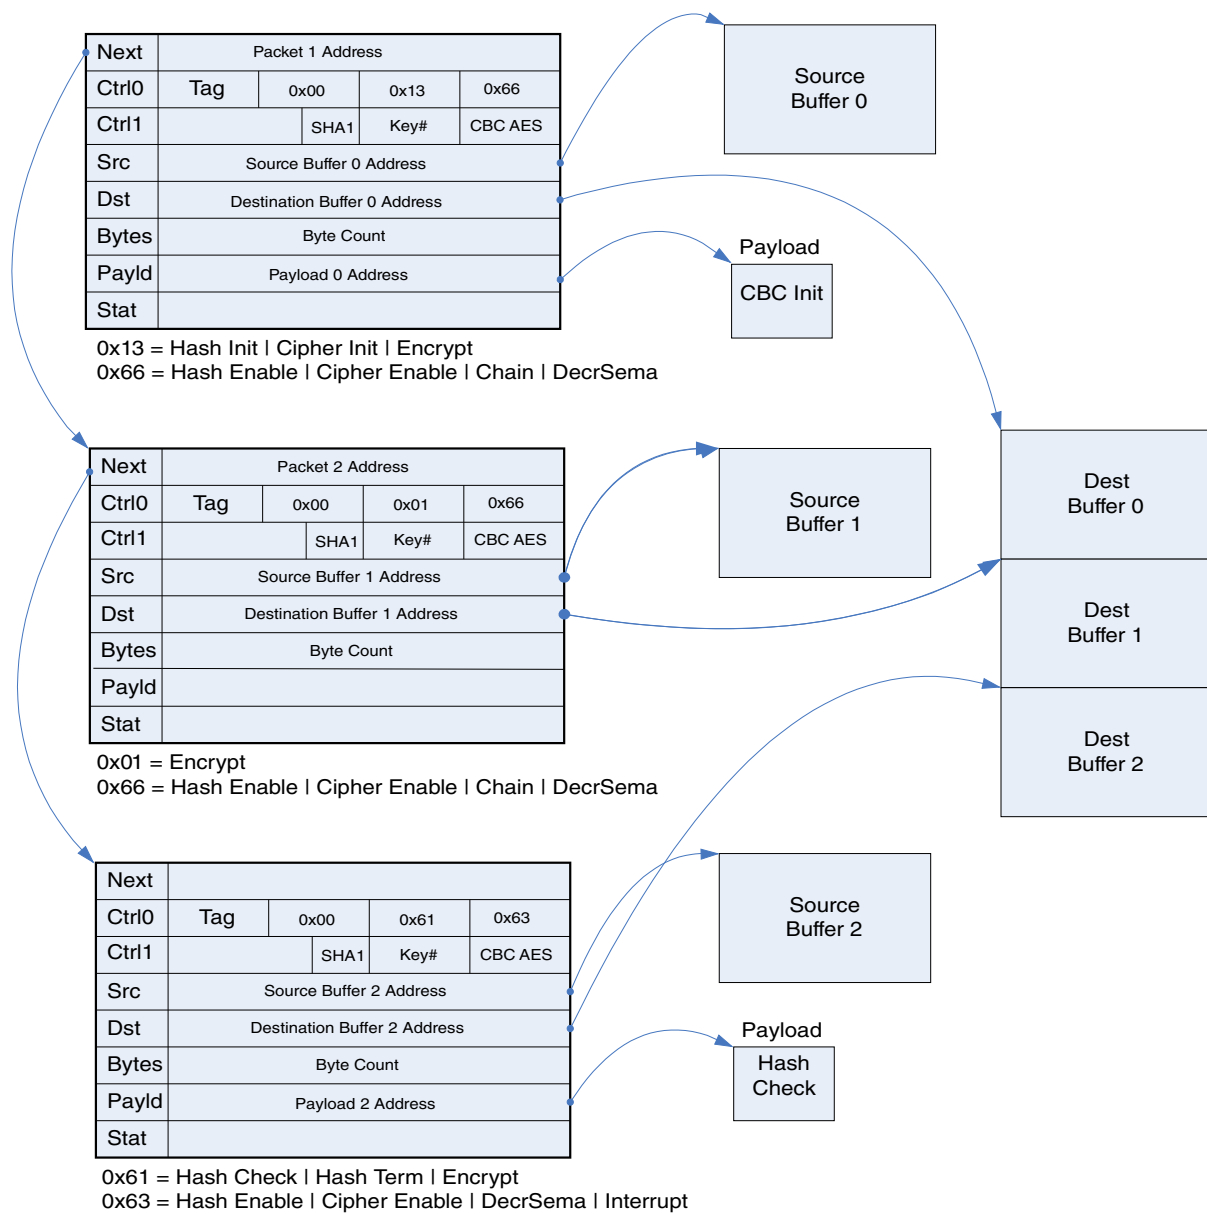 Next Packet 1 Address
Ctrl0 Tag 0x00 0x13 0x66
Ctrl1 SHA1 Key# CBC AES
Src Source Buffer 0 Address
Dst Destination Buffer 0 Address
Bytes Byte Count
Payld Payload 0 Address
Stat
0x13 = Hash Init | Cipher Init | Encrypt
0x66 = Hash Enable | Cipher Enable | Chain | DecrSema
Source
Buffer 0
Payload
CBC Init
Next Packet 2 Address
Ctrl0 Tag 0x00 0x01 0x66
Ctrl1 SHA1 Key# CBC AES
Src Source Buffer 1 Address
Dst Destination Buffer 1 Address
Bytes Byte Count
Payld
Stat
0x01 = Encrypt
0x66 = Hash Enable | Cipher Enable | Chain | DecrSema
Source
Buffer 1
Dest
Buffer 0
Dest
Buffer 1
Dest
Buffer 2
Next
Ctrl0 Tag 0x00 0x61 0x63
Ctrl1 SHA1 Key# CBC AES
Src Source Buffer 2 Address
Dst Destination Buffer 2 Address
Bytes Byte Count
Payld Payload 2 Address
Stat
0x61 = Hash Check | Hash Term | Encrypt
0x63 = Hash Enable | Cipher Enable | DecrSema | Interrupt
Source
Buffer 2
Payload
Hash
Check